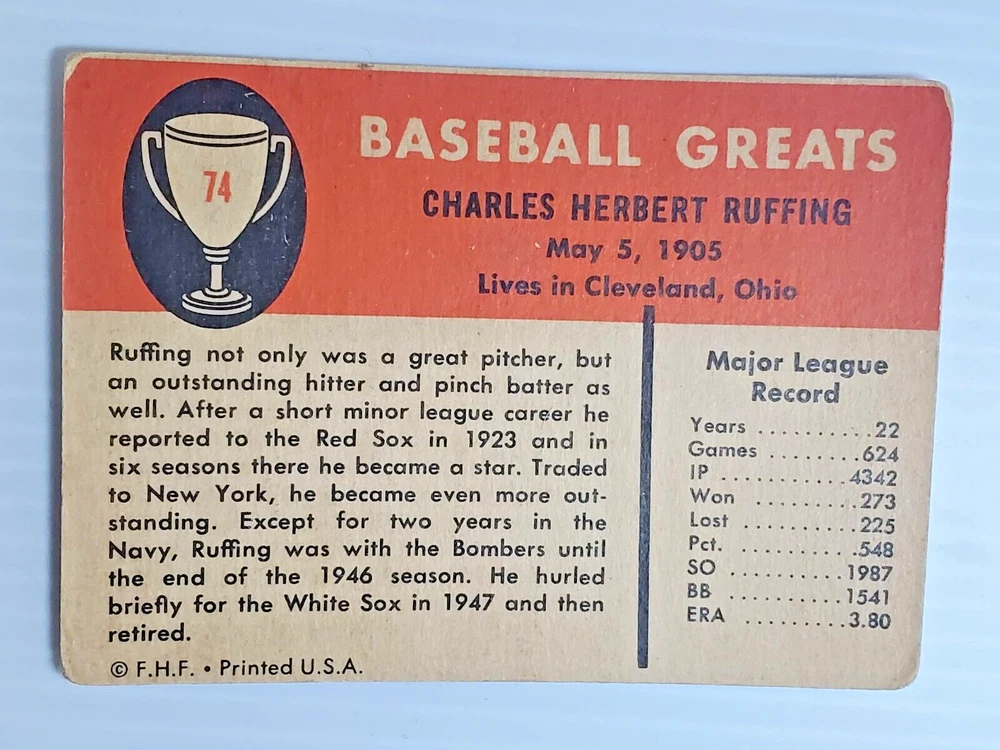 74
BASEBALL GREATS
CHARLES HERBERT RUFFING
May 5, 1905
Lives in Cleveland, Ohio
Ruffing not only was a great pitcher, but
an outstanding hitter and pinch batter as
well. After a short minor league career he
reported to the Red Sox in 1923 and in
six seasons there he became a star. Traded
to New York, he became even more out-
standing. Except for two years in the
Navy, Ruffing was with the Bombers until
the end of the 1946 season. He hurled
briefly for the White Sox in 1947 and then
retired.
© F.H.F. • Printed U.S.A.
Major League
Record
Years ..........22
Games ........624
IP ...........4342
Won .........273
Lost ..........225
Pct. ..........548
SO ..........1987
BB ..........1541
ERA .........3.80